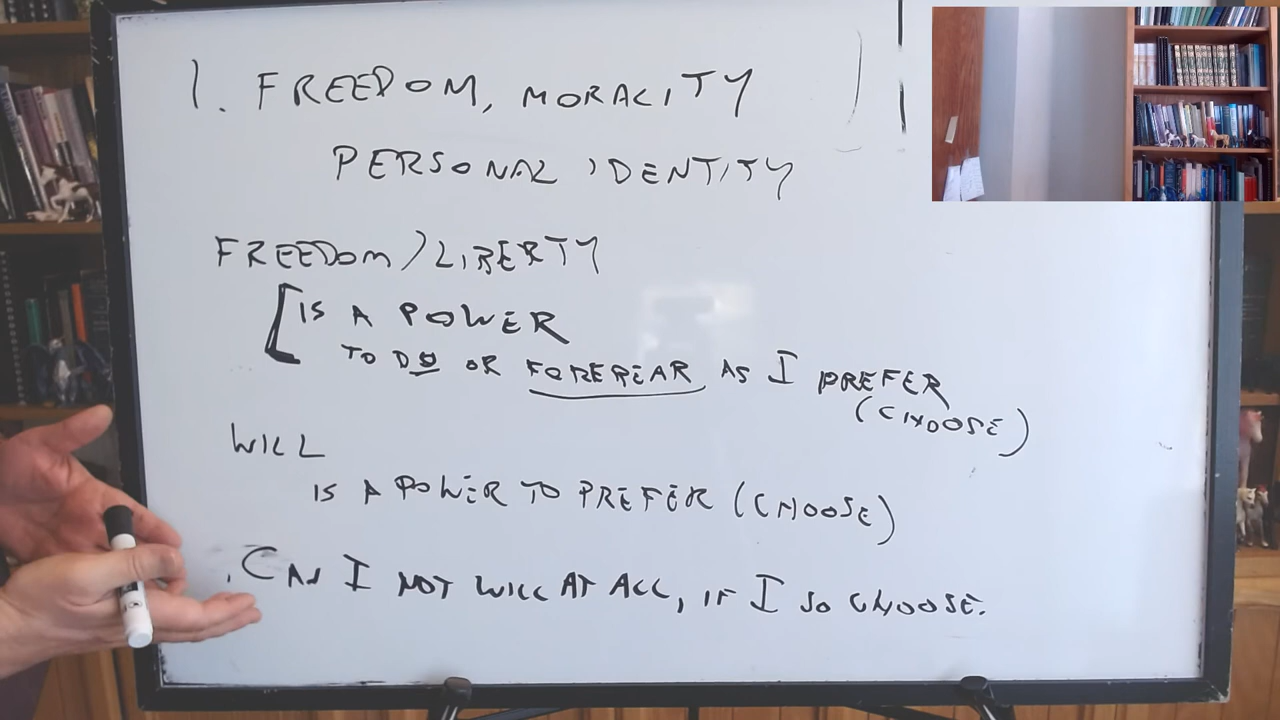 1. FREEDOM, MORALITY
PERSONAL IDENTITY
FREEDOM/LIBERTY
IS A POWER
TO DO OR FOREBEAR AS I PREFER
(CHOOSE)
WILL
IS A POWER TO PREFER (CHOOSE)
CAN I NOT WILL AT ALL, IF I SO CHOOSE.